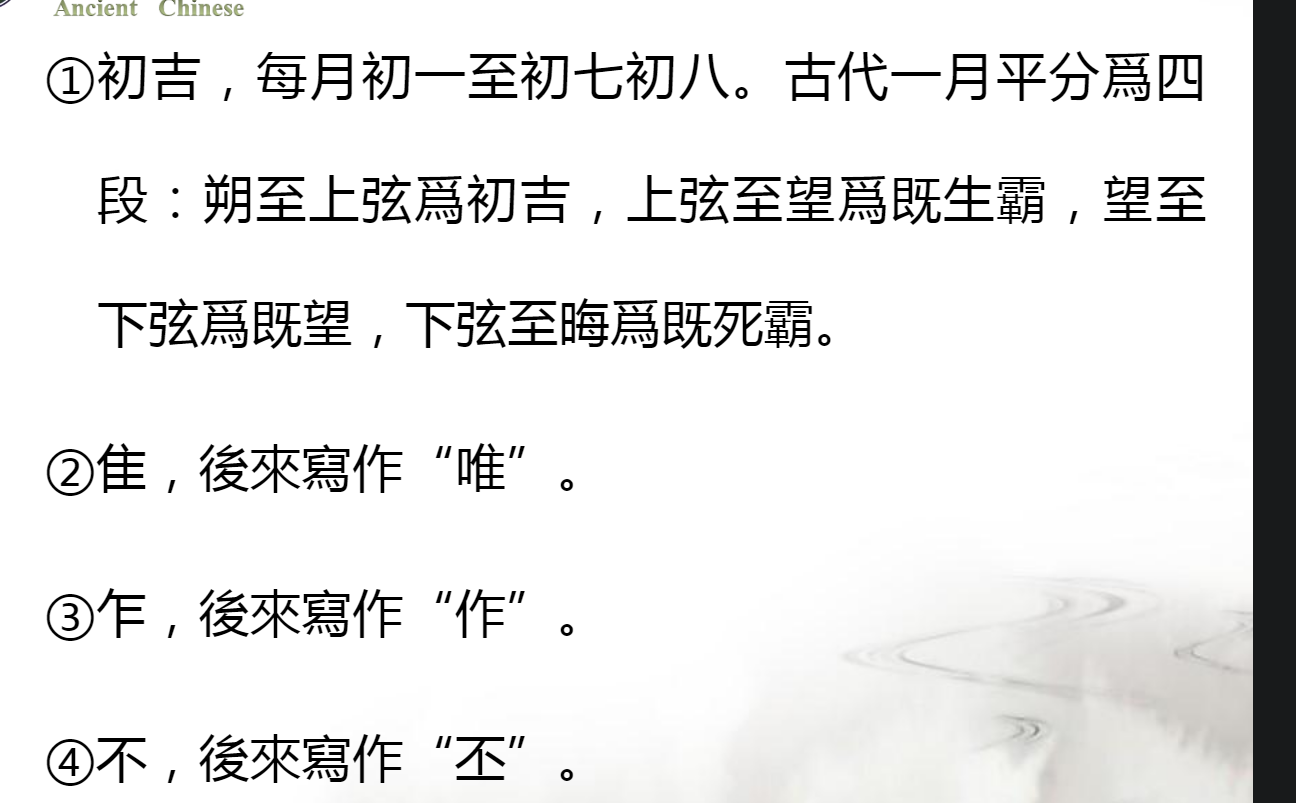 Ancient Chinese
①初吉，每月初一至初七初八。古代一月平分爲四
段：朔至上弦爲初吉，上弦至望爲既生霸，望至
下弦爲既望，下弦至晦爲既死霸。
②隹，後來寫作“唯”。
③乍，後來寫作“作”。
④不，後來寫作“丕”。